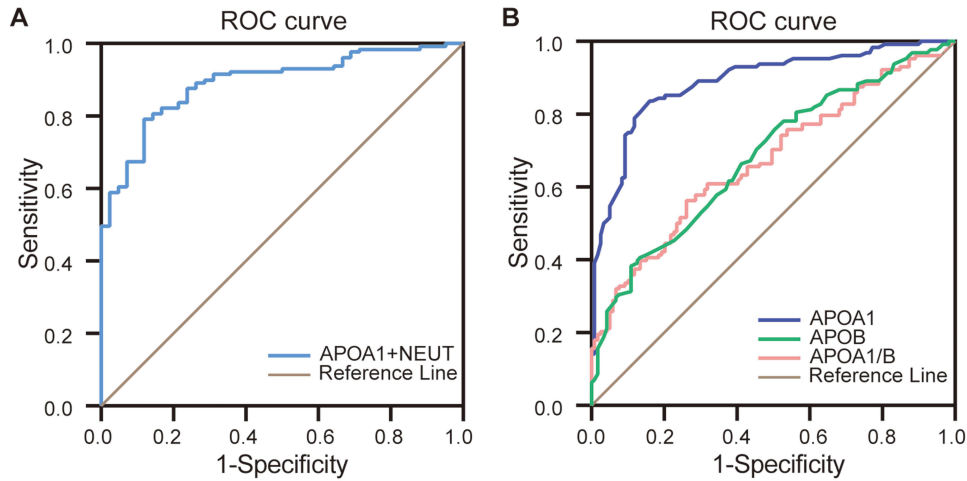 A
ROC curve
1.0
0.8
0.6
0.4
0.2
0.0
Sensitivity
APOA1+NEUT
Reference Line
0.0 0.2 0.4 0.6 0.8 1.0
1-Specificity
B
ROC curve
1.0
0.8
0.6
0.4
0.2
0.0
Sensitivity
APOA1
APOB
APOA1/B
Reference Line
0.0 0.2 0.4 0.6 0.8 1.0
1-Specificity